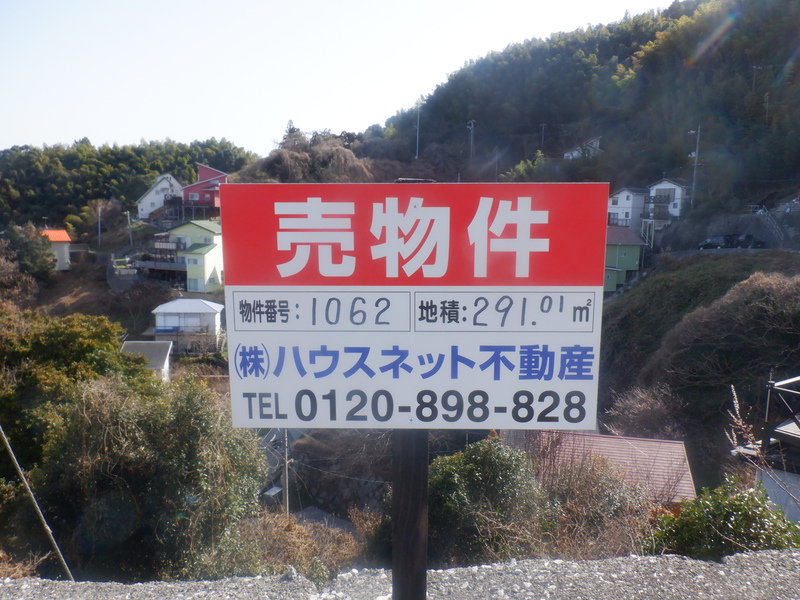 売物件
物件番号:1062 地積:291.01㎡
(株)ハウスネット不動産
TEL 0120-898-828